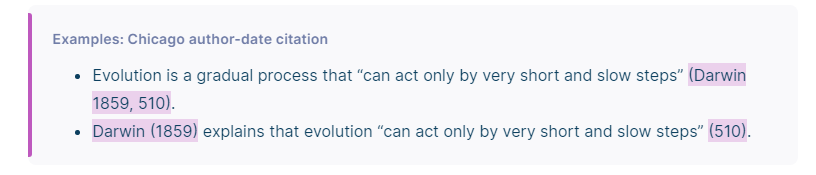 Examples: Chicago author-date citation
• Evolution is a gradual process that “can act only by very short and slow steps” (Darwin
1859, 510).
• Darwin (1859) explains that evolution “can act only by very short and slow steps” (510).